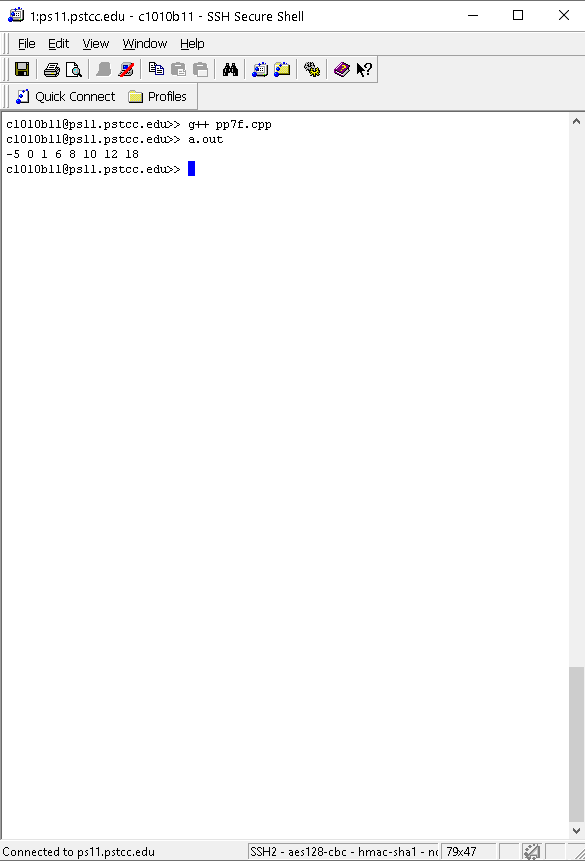 1:ps11.pstcc.edu - c1010b11 - SSH Secure Shell
File Edit View Window Help
Quick Connect Profiles
c1010b11@ps11.pstcc.edu>> g++ pp7f.cpp
c1010b11@ps11.pstcc.edu>> a.out
-5 0 1 6 8 10 12 18
c1010b11@ps11.pstcc.edu>>
Connected to ps11.pstcc.edu SSH2 - aes128-cbc - hmac-sha1 - no 79x47